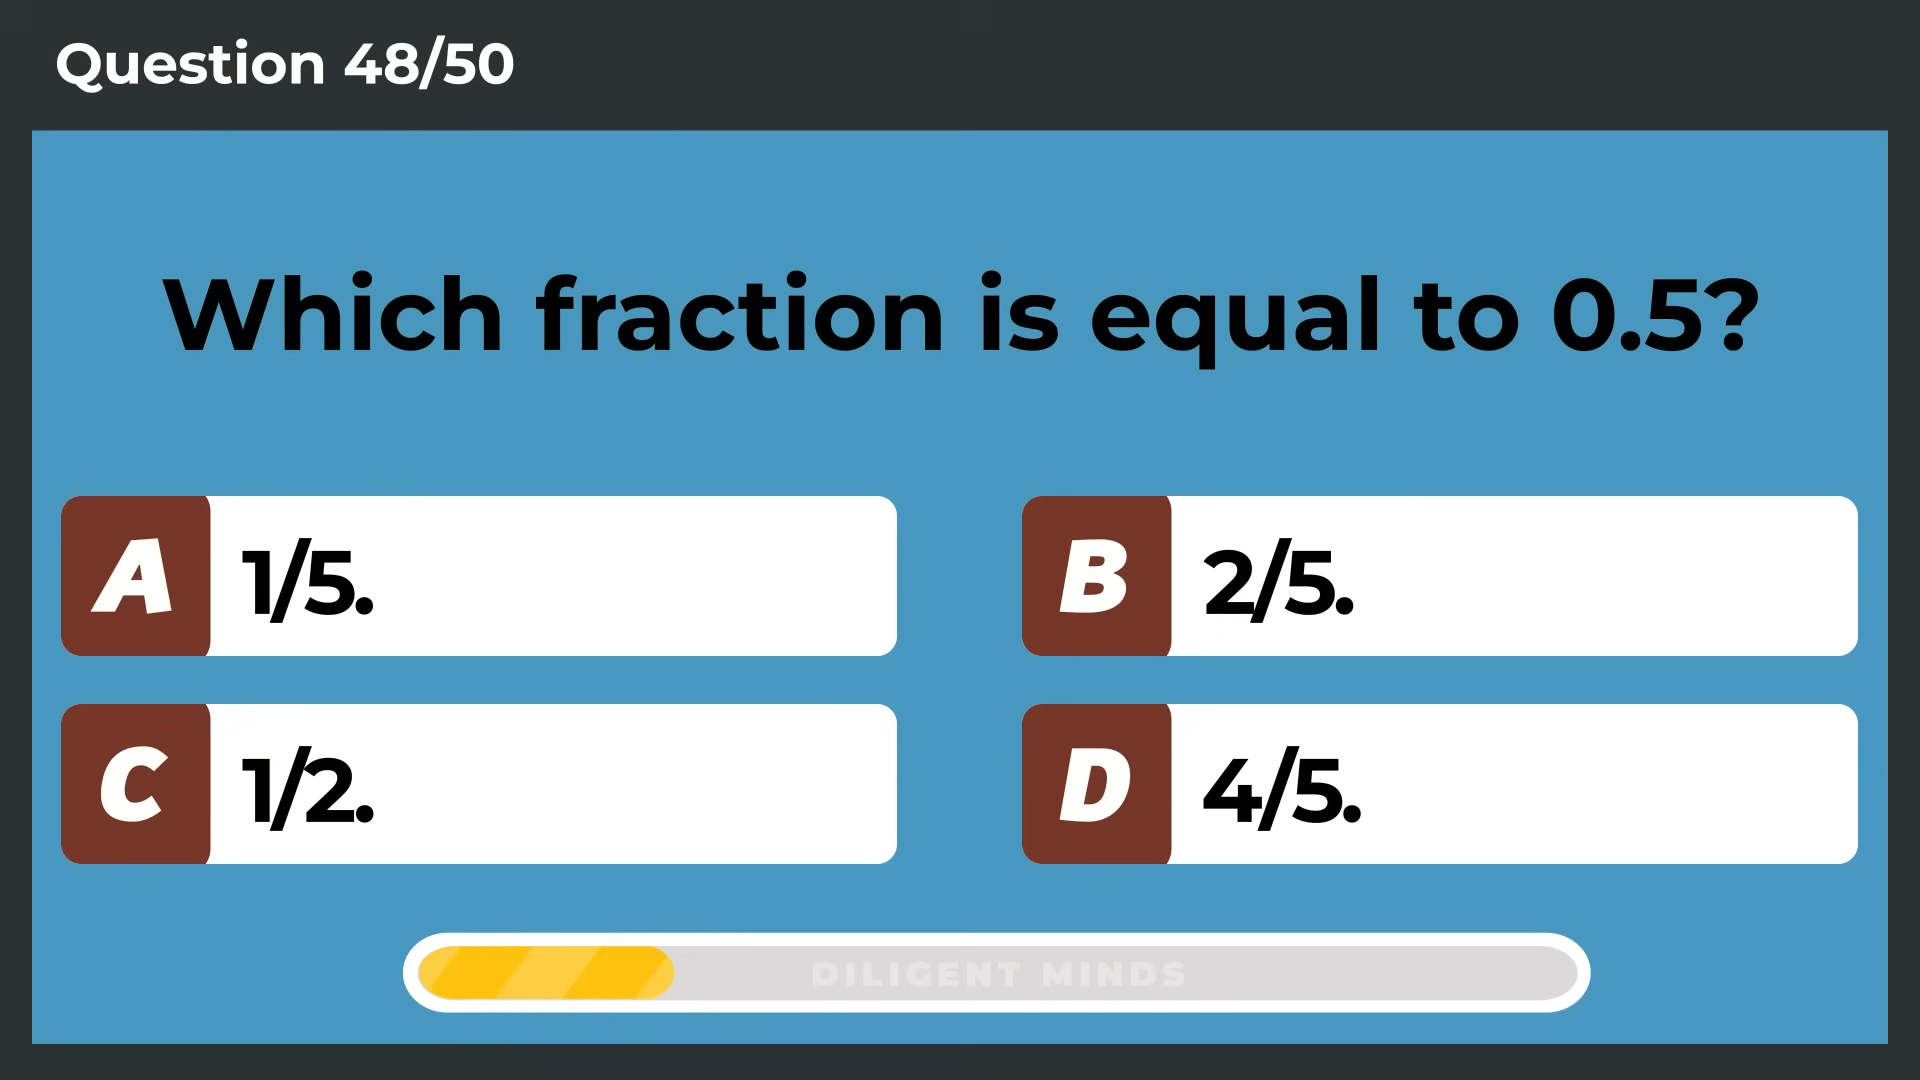 Question 48/50
Which fraction is equal to 0.5?
A 1/5.
B 2/5.
C 1/2.
D 4/5.
DILIGENT MINDS